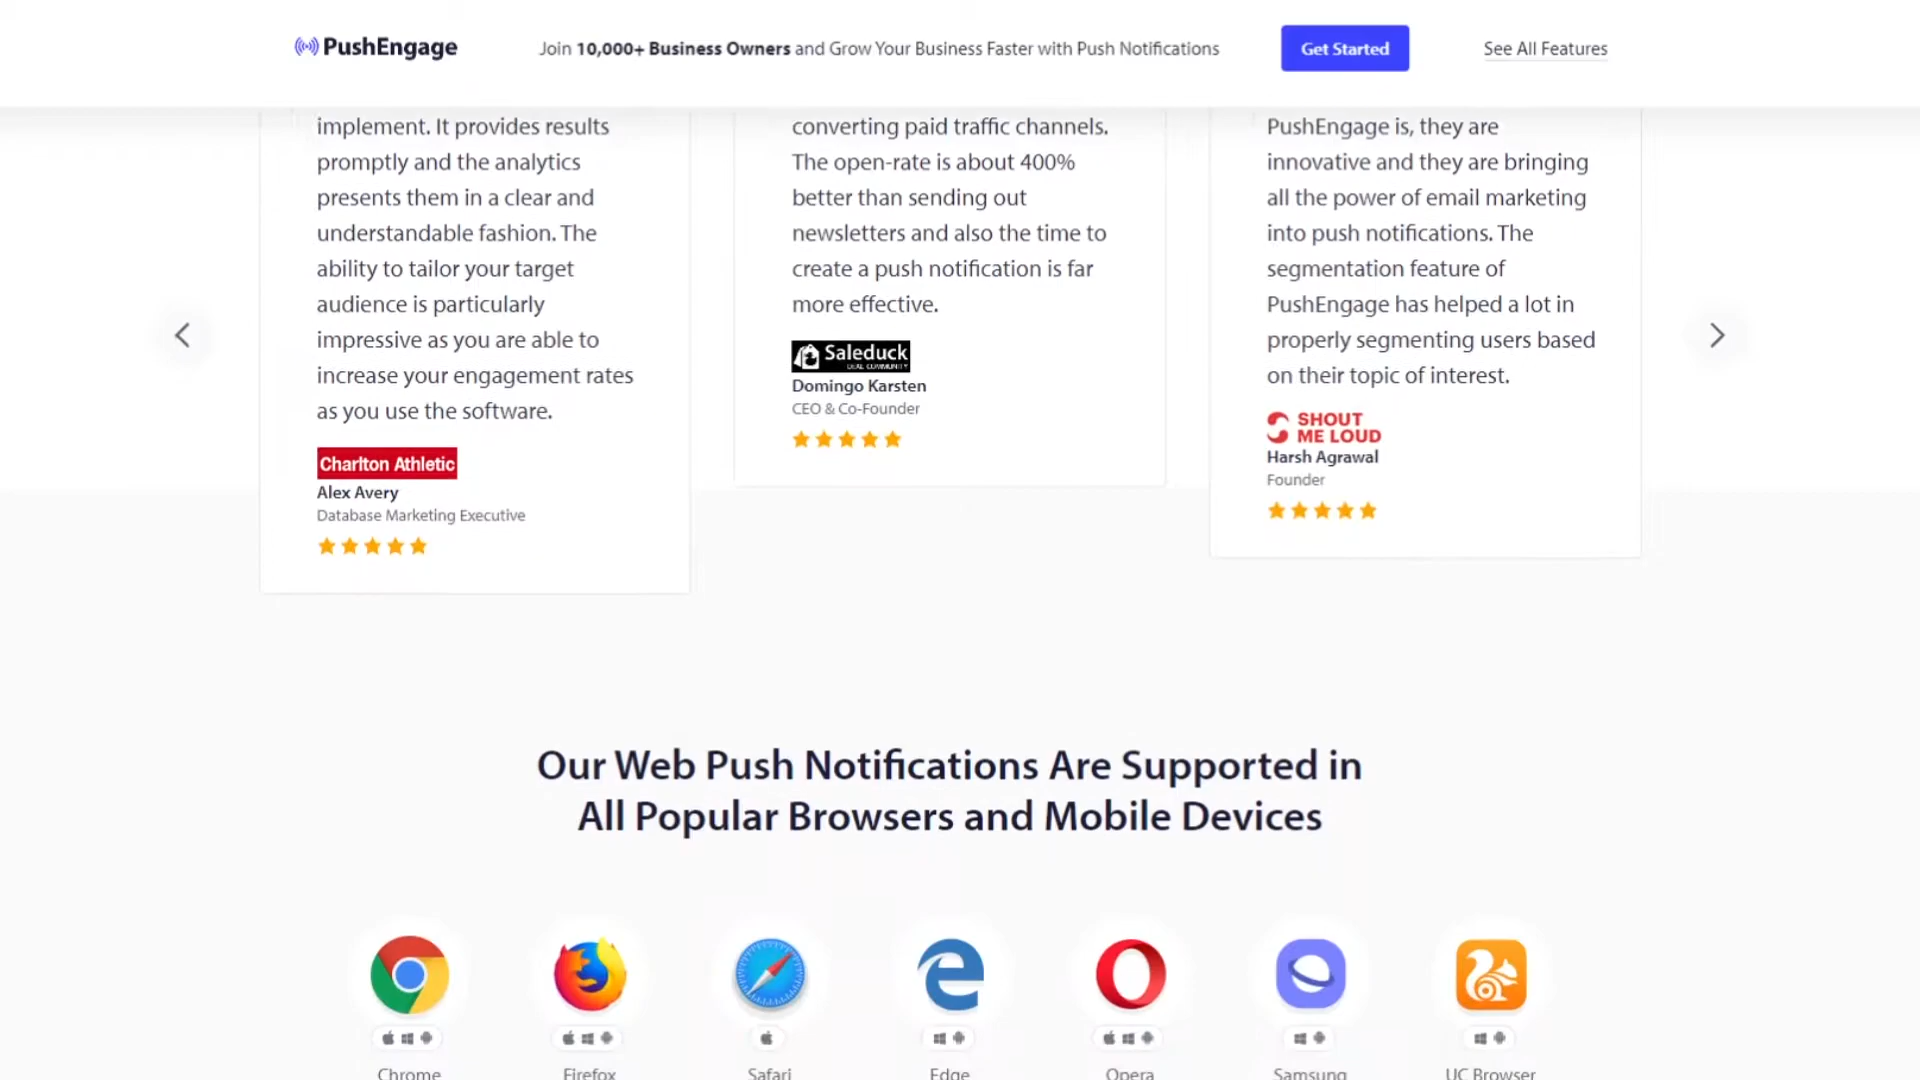 PushEngage
Join 10,000+ Business Owners and Grow Your Business Faster with Push Notifications
Get Started
See All Features
implement. It provides results
promptly and the analytics
presents them in a clear and
understandable fashion. The
ability to tailor your target
audience is particularly
impressive as you are able to
increase your engagement rates
as you use the software.
Charlton Athletic
Alex Avery
Database Marketing Executive
converting paid traffic channels.
The open-rate is about 400%
better than sending out
newsletters and also the time to
create a push notification is far
more effective.
Saleduck
DEAL COMMUNITY
Domingo Karsten
CEO & Co-Founder
PushEngage is, they are
innovative and they are bringing
all the power of email marketing
into push notifications. The
segmentation feature of
PushEngage has helped a lot in
properly segmenting users based
on their topic of interest.
SHOUT
ME LOUD
Harsh Agrawal
Founder
Our Web Push Notifications Are Supported in
All Popular Browsers and Mobile Devices
Chrome
Firefox
Safari
Edge
Opera
Samsung
UC Browser